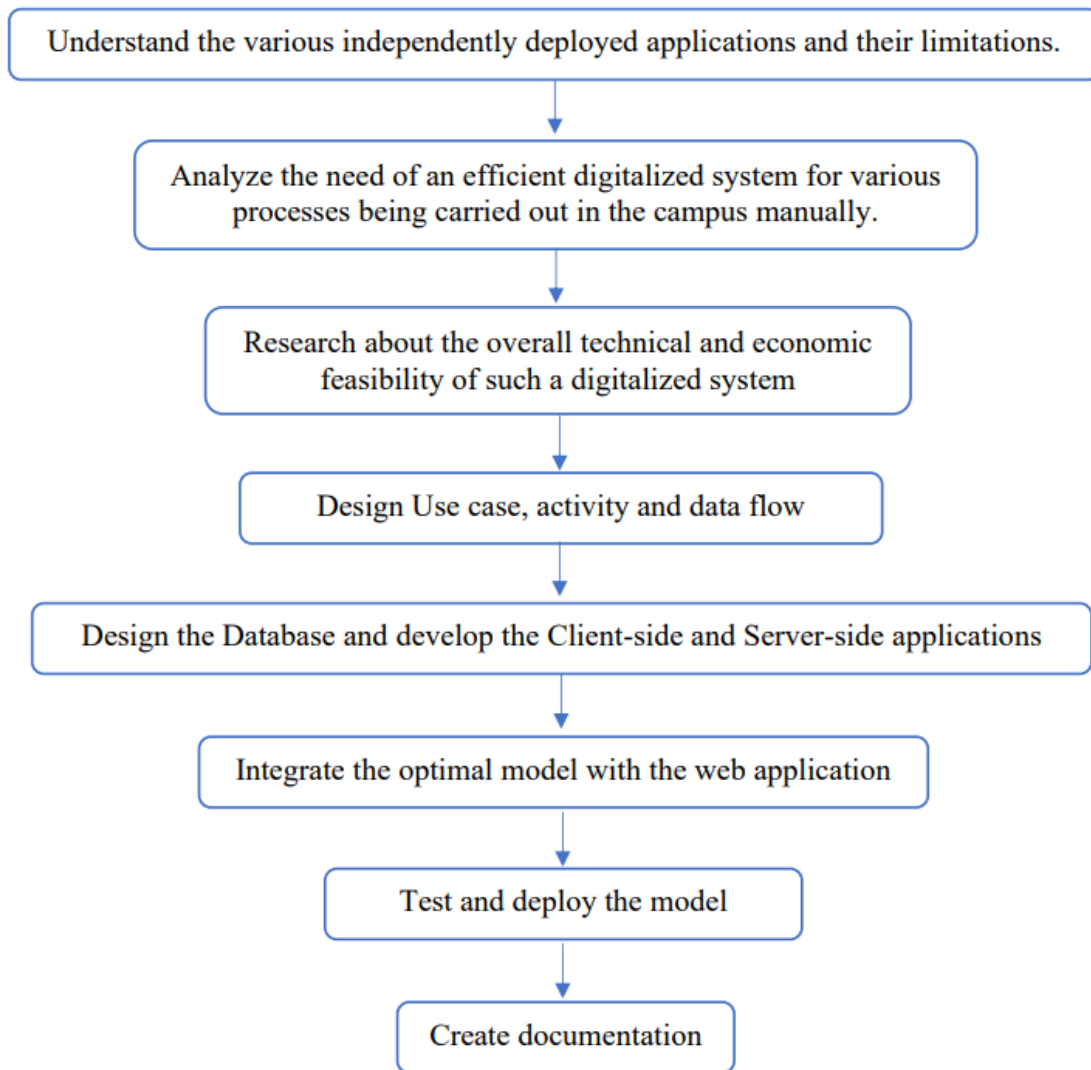 Understand the various independently deployed applications and their limitations.
Analyze the need of an efficient digitalized system for various
processes being carried out in the campus manually.
Research about the overall technical and economic
feasibility of such a digitalized system
Design Use case, activity and data flow
Design the Database and develop the Client-side and Server-side applications
Integrate the optimal model with the web application
Test and deploy the model
Create documentation